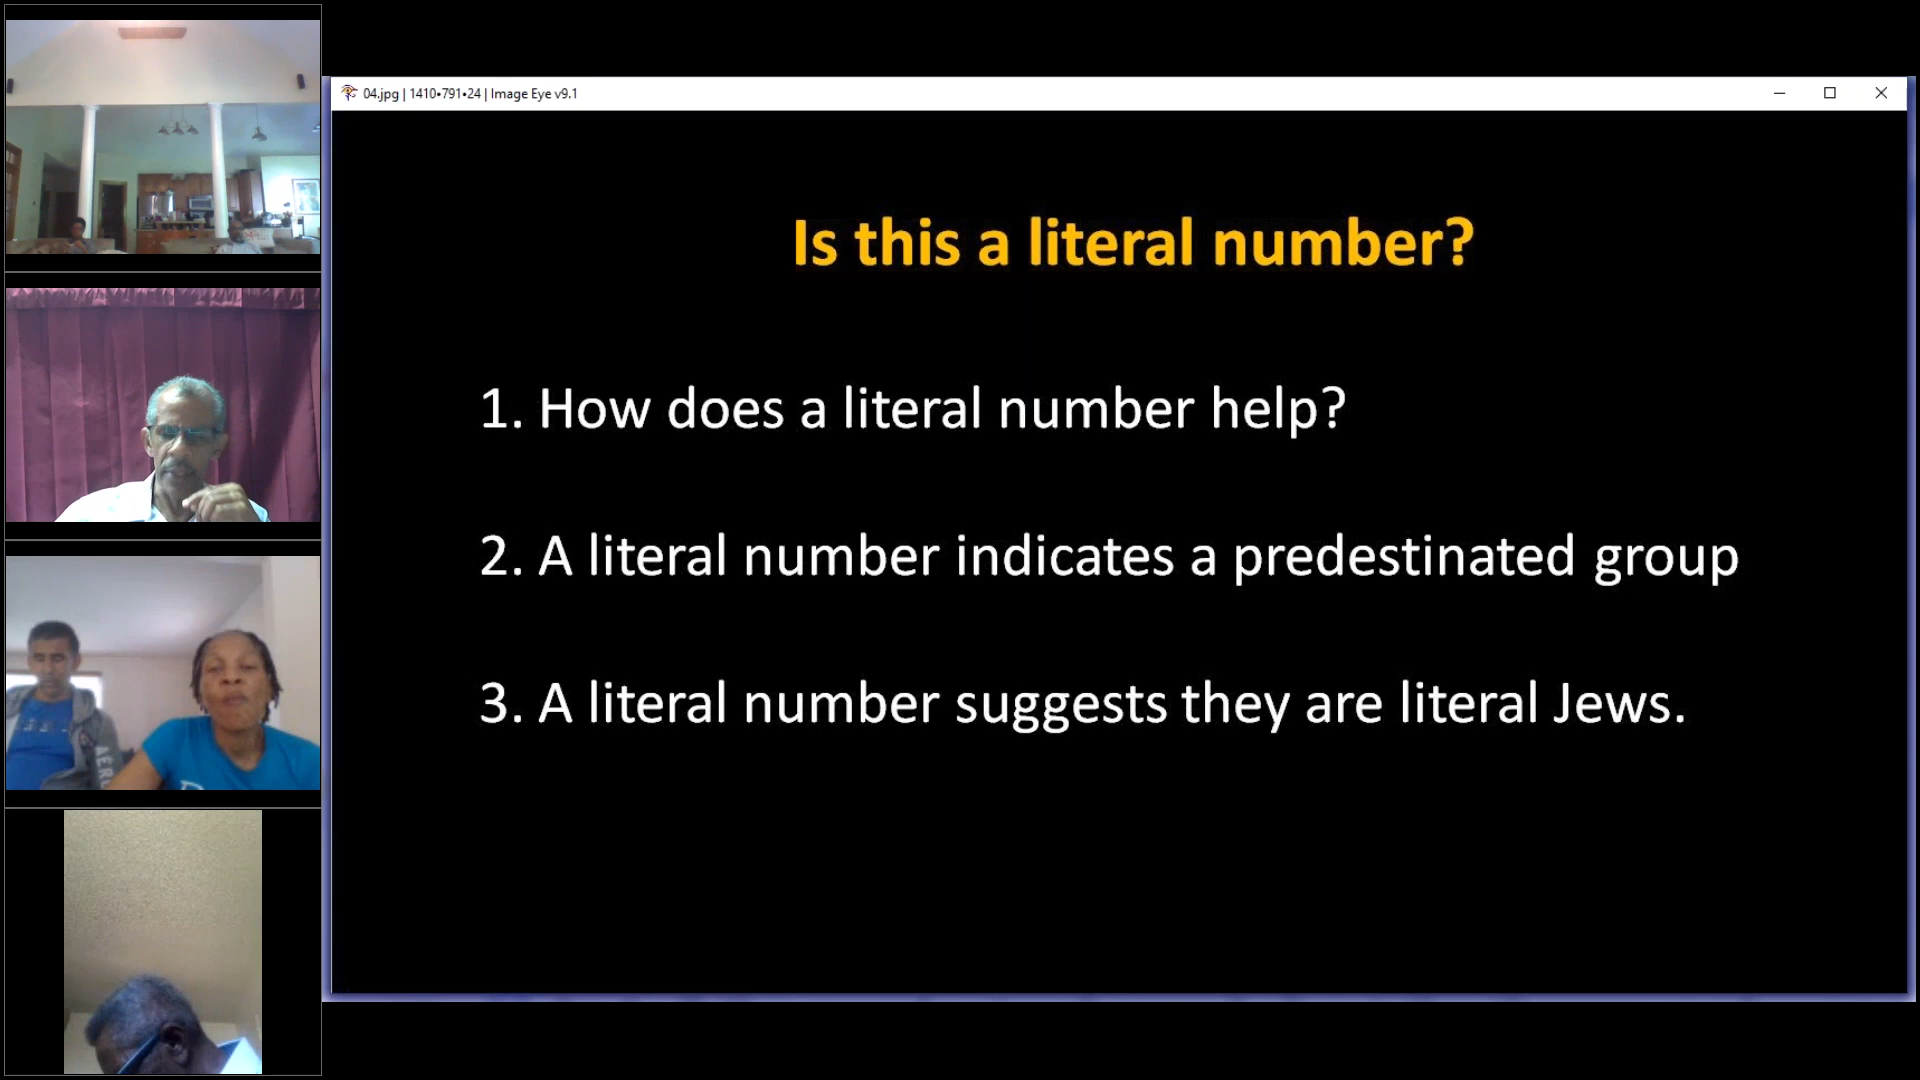 04.jpg | 1410•791•24 | Image Eye v9.1
Is this a literal number?
1. How does a literal number help?
2. A literal number indicates a predestinated group
3. A literal number suggests they are literal Jews.